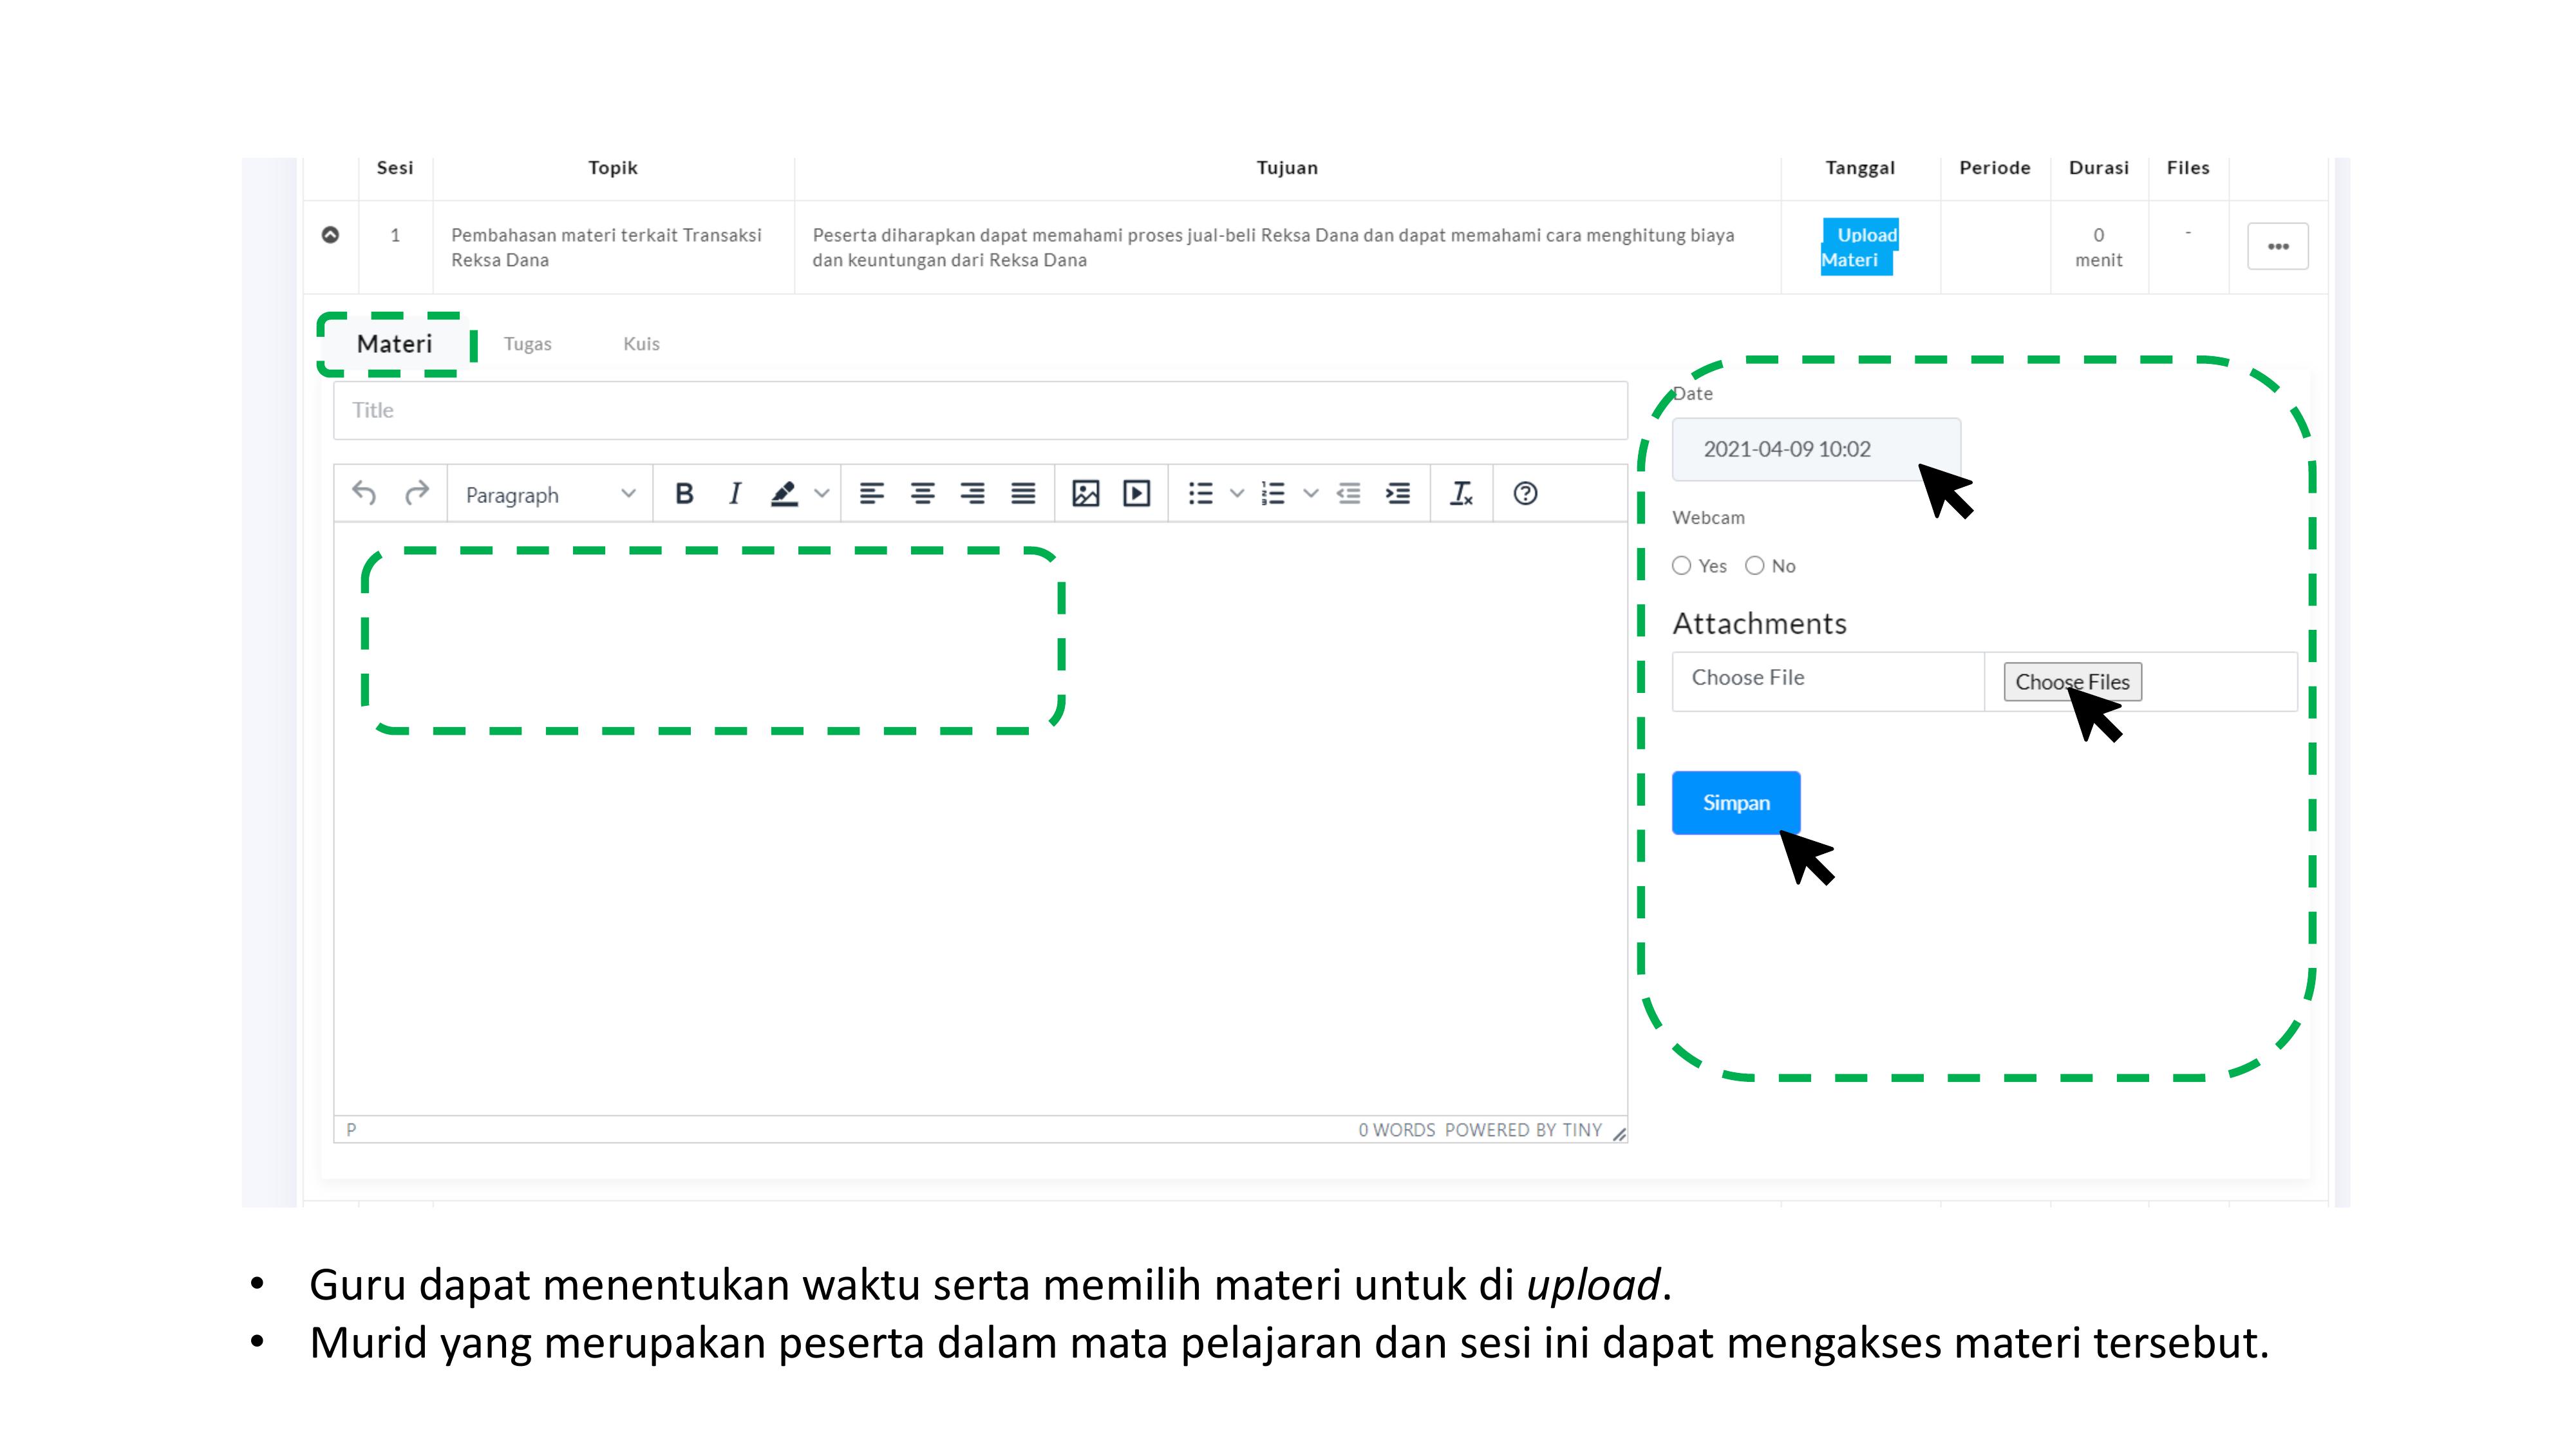 Sesi Topik Tujuan Tanggal Periode Durasi Files
1 Pembahasan materi terkait Transaksi Peserta diharapkan dapat memahami proses jual-beli Reksa Dana dan dapat memahami cara menghitung biaya Upload 0 -
Reksa Dana dan keuntungan dari Reksa Dana Materi menit
Materi Tugas Kuis
Title
Date
2021-04-09 10:02
Paragraph B I
Webcam
Yes No
Attachments
Choose File Choose Files
Simpan
P 0 WORDS POWERED BY TINY
• Guru dapat menentukan waktu serta memilih materi untuk di upload.
• Murid yang merupakan peserta dalam mata pelajaran dan sesi ini dapat mengakses materi tersebut.